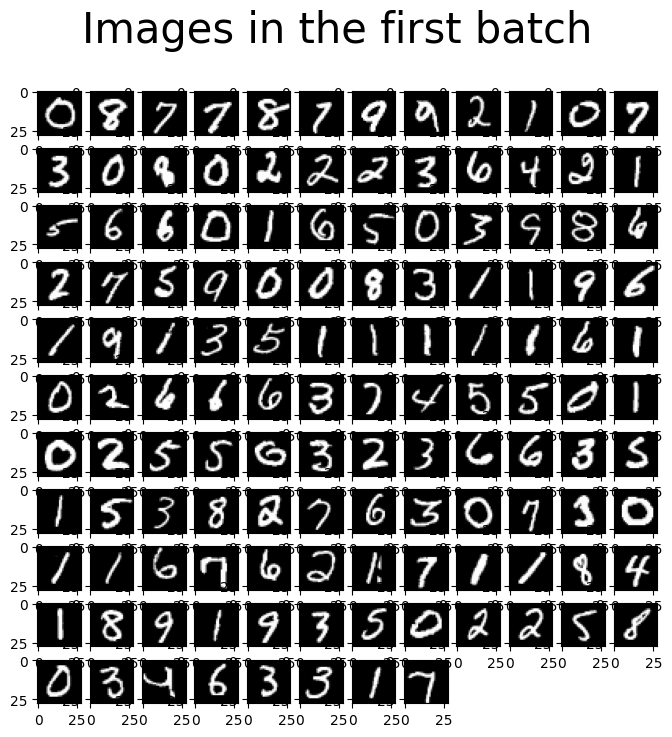 Images in the first batch
0 8 7 7 8 7 9 9 2 1 0 7
3 0 8 0 2 2 2 3 6 4 2 1
5 6 6 0 1 6 5 0 3 9 8 6
2 7 5 9 0 0 8 3 1 1 9 6
1 9 1 3 5 1 1 1 1 1 6 1
0 2 6 6 6 3 7 4 5 5 0 1
0 2 5 5 6 3 2 3 6 6 3 5
1 5 3 8 2 7 6 3 0 7 3 0
1 1 6 7 6 2 1 7 1 1 8 4
1 8 9 1 9 3 5 0 2 2 5 8
0 3 4 6 3 3 1 7